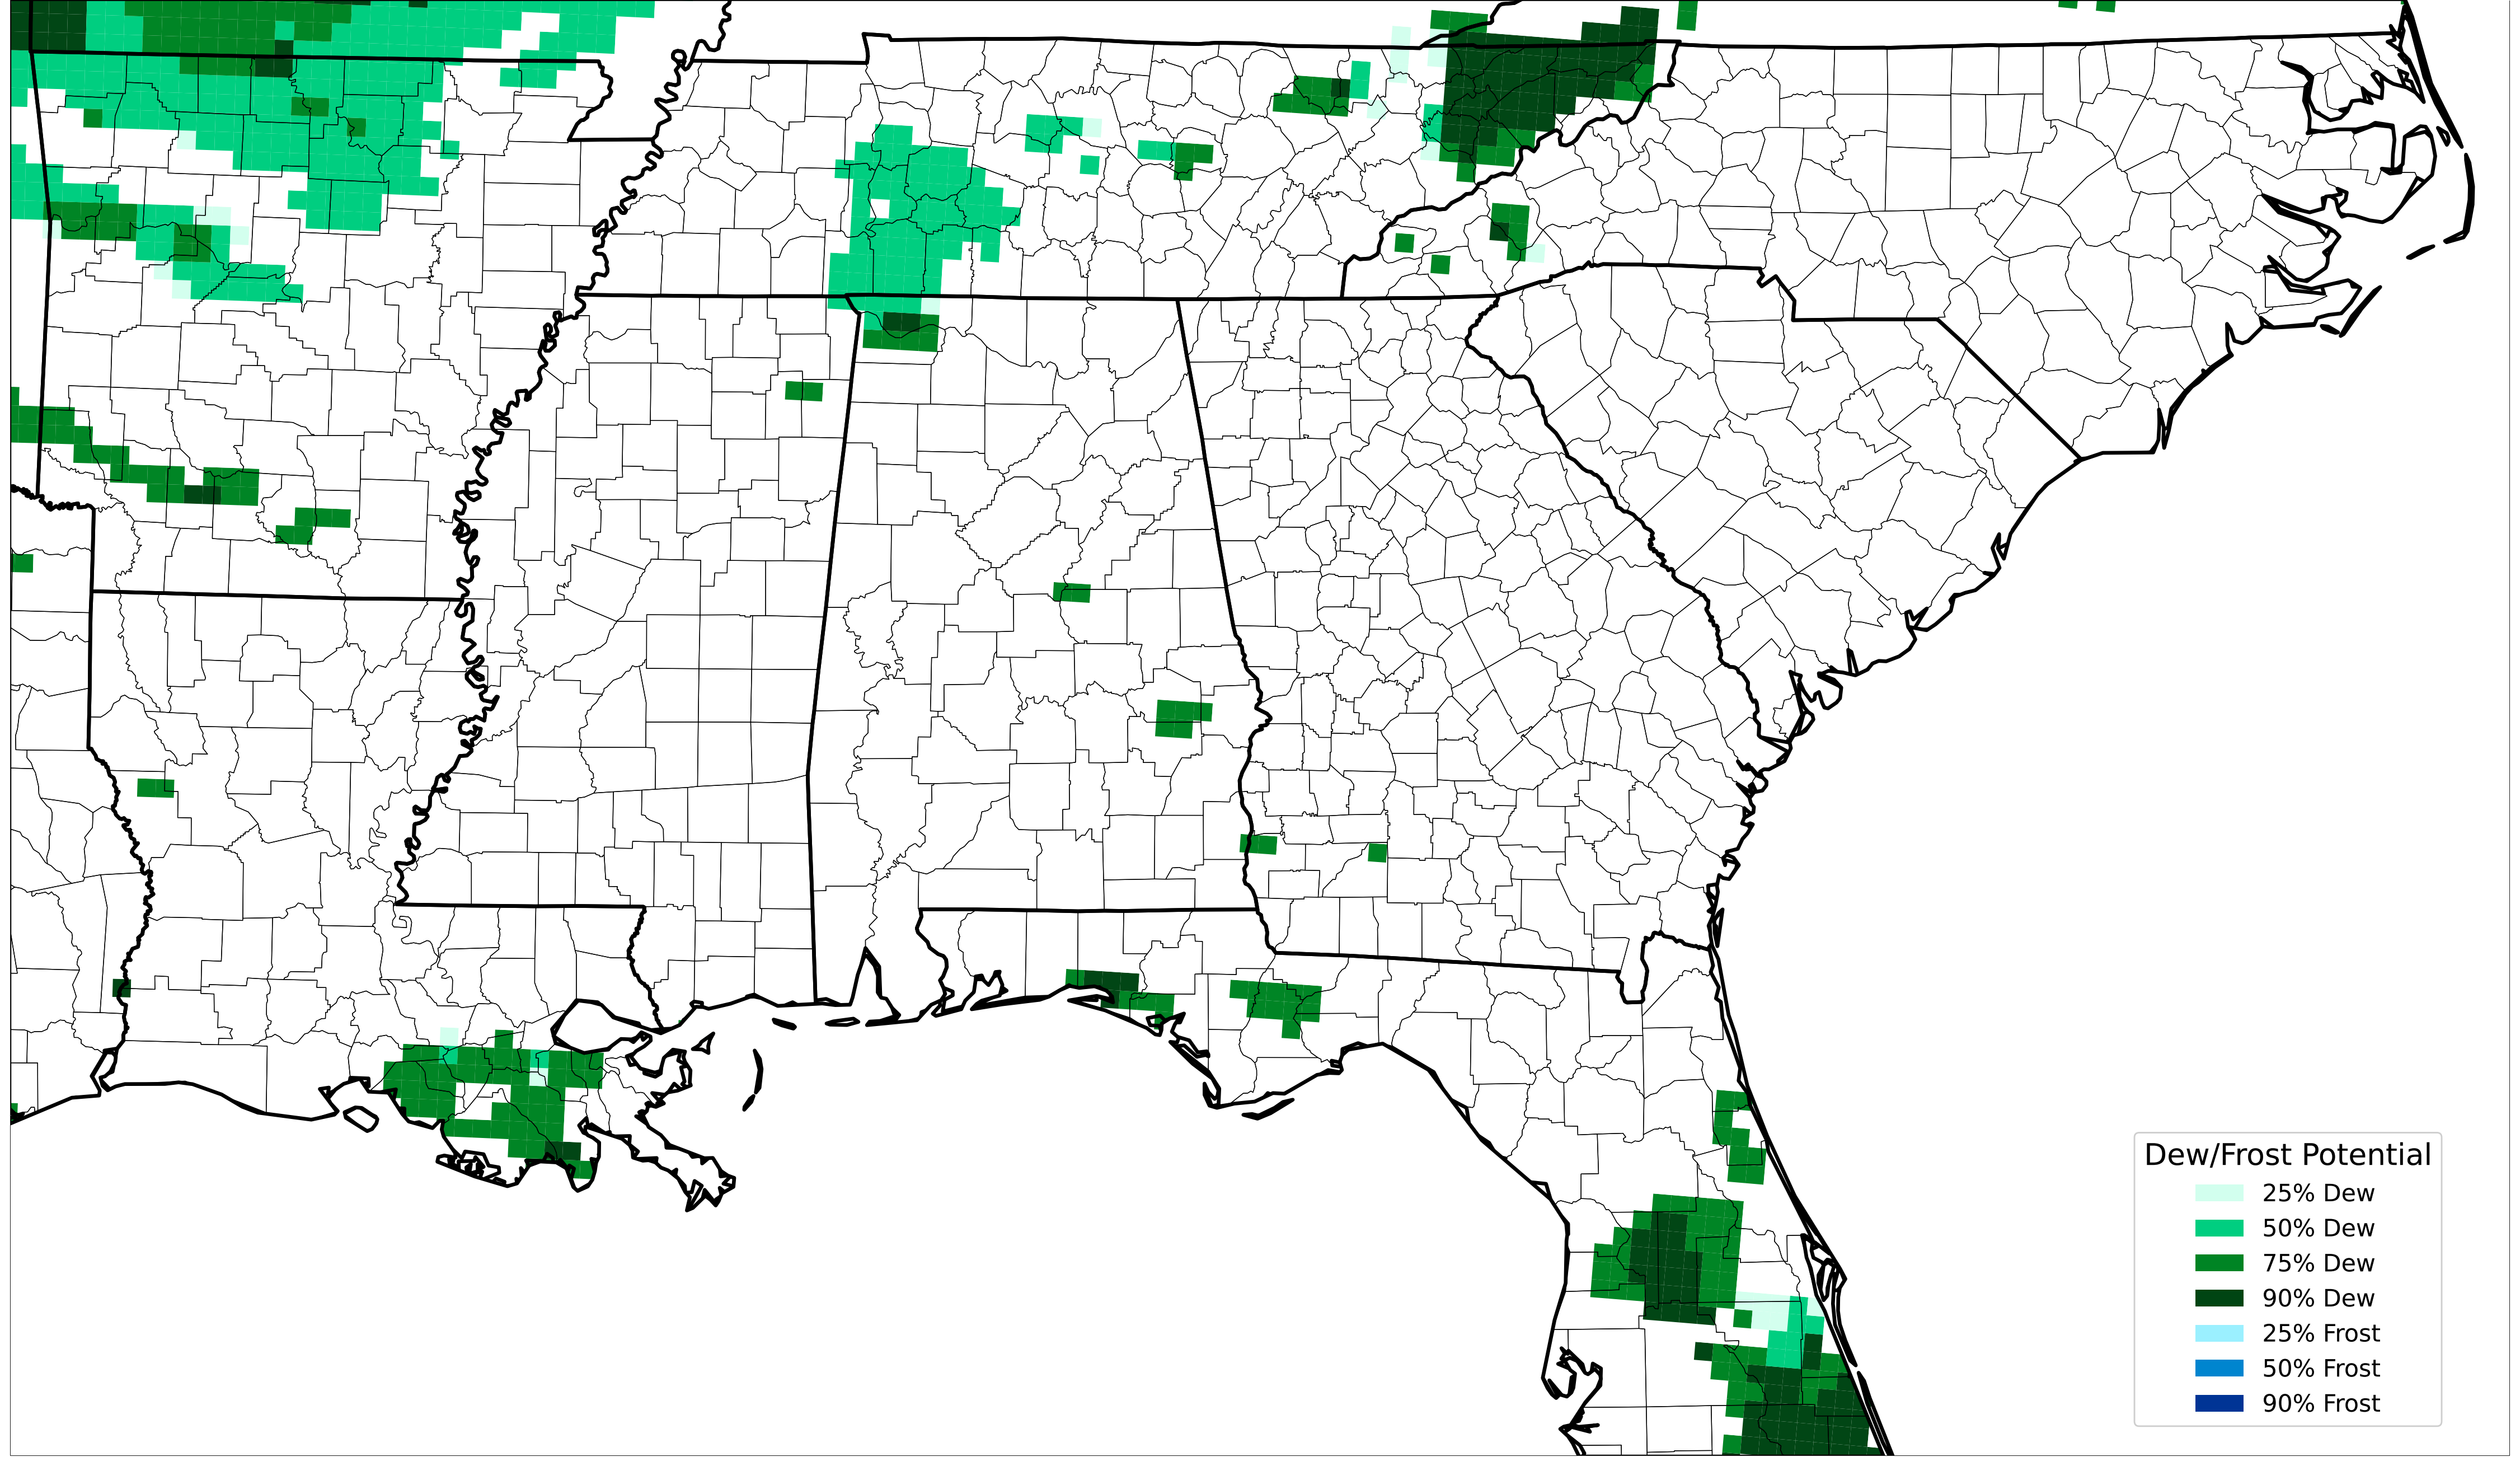 Dew/Frost Potential
25% Dew
50% Dew
75% Dew
90% Dew
25% Frost
50% Frost
90% Frost